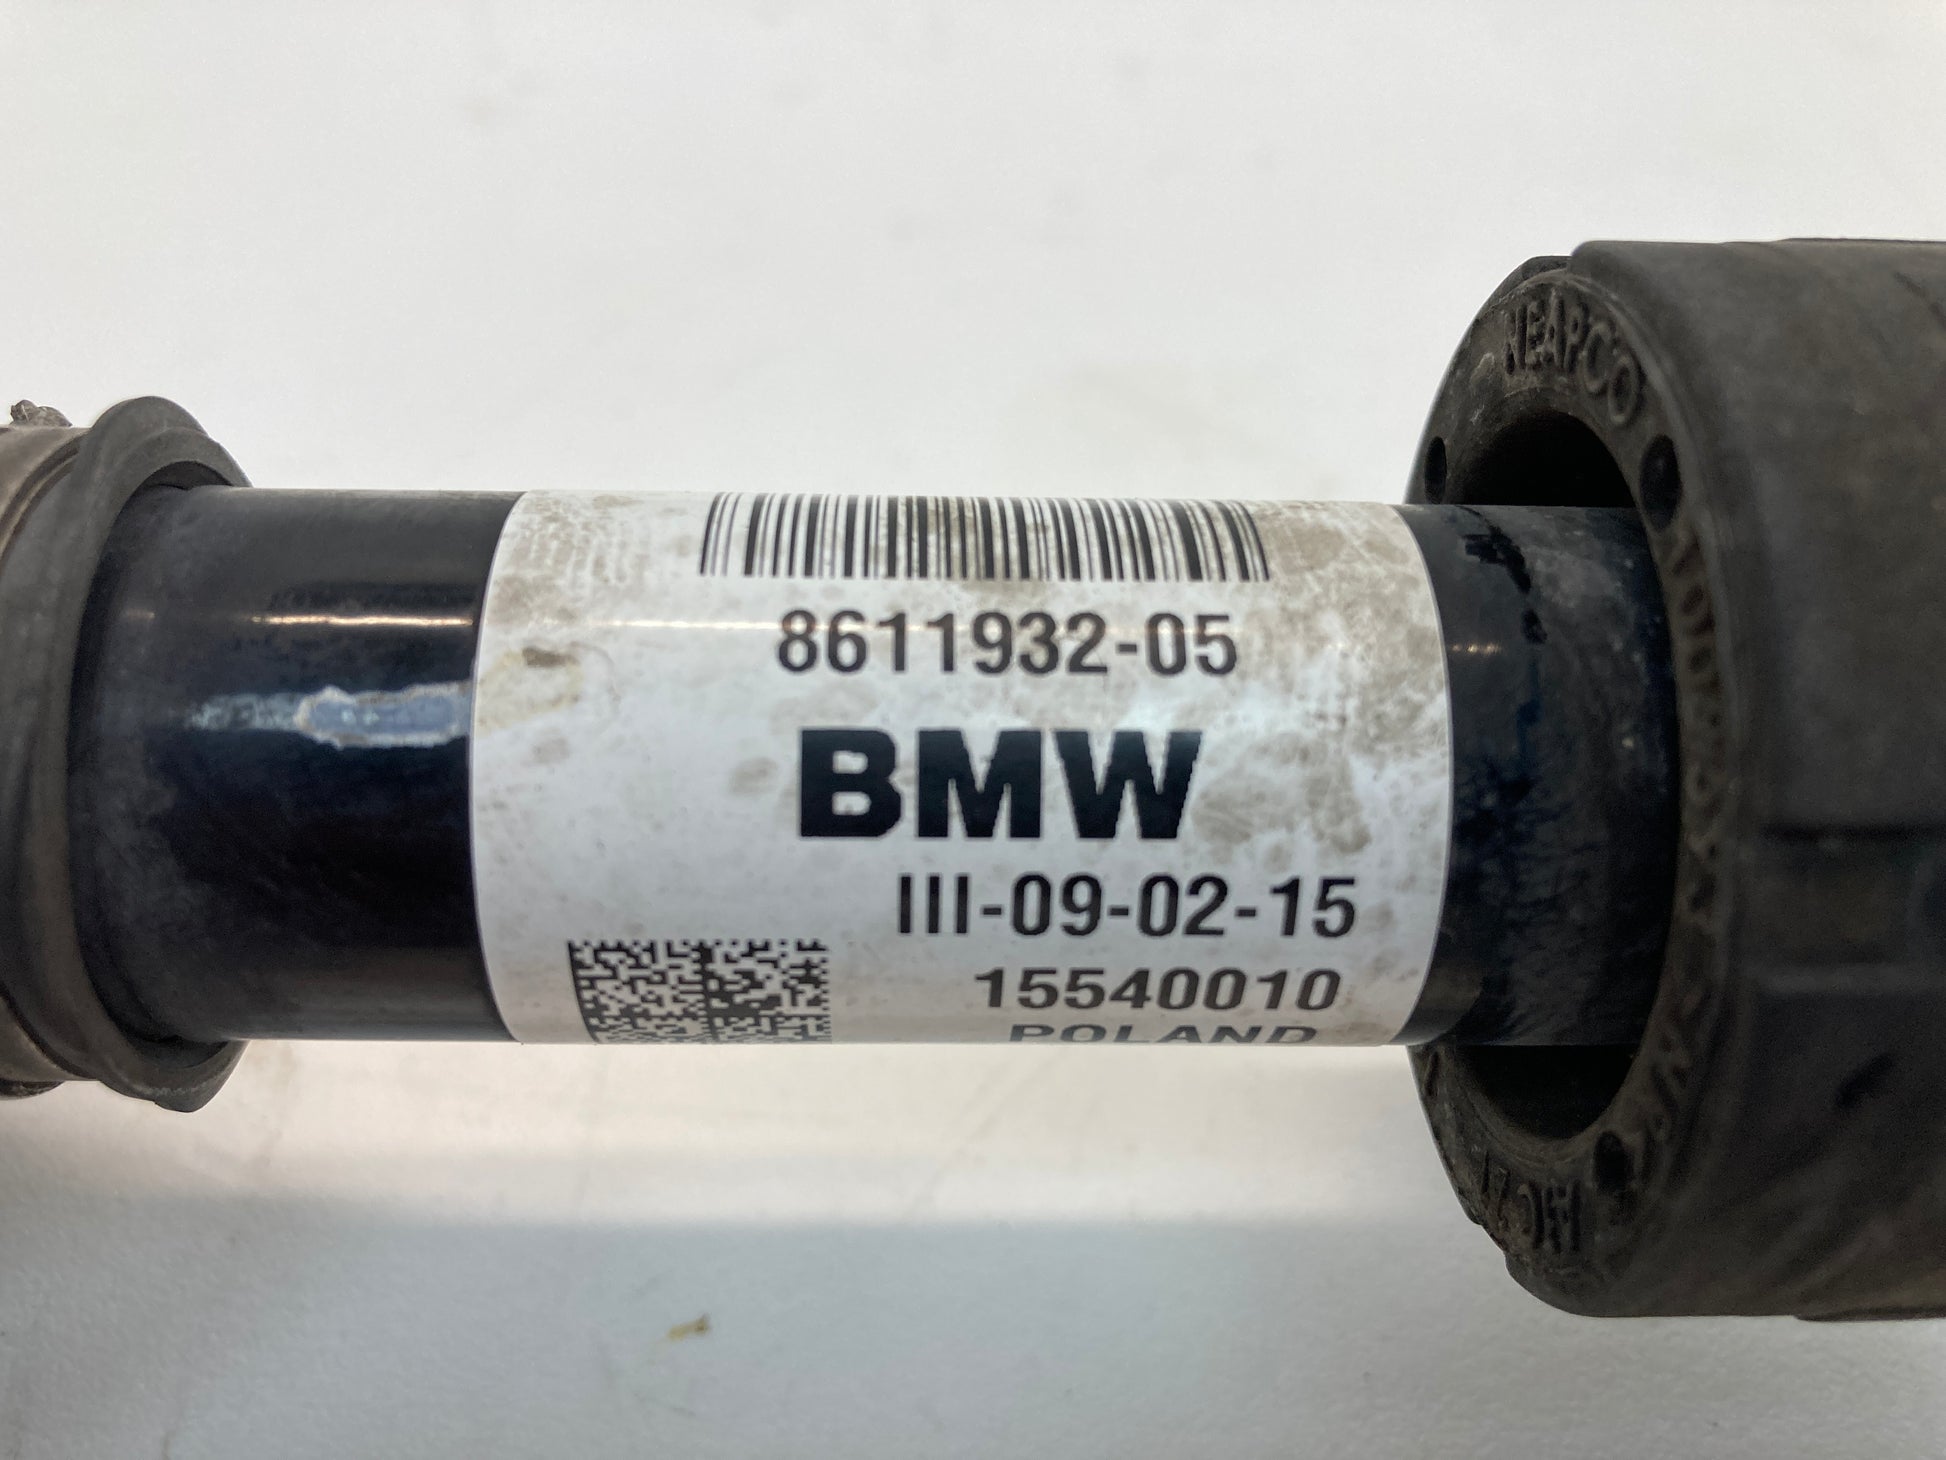 8611932-05
BMW
III-09-02-15
15540010
POLAND
NEAPCO